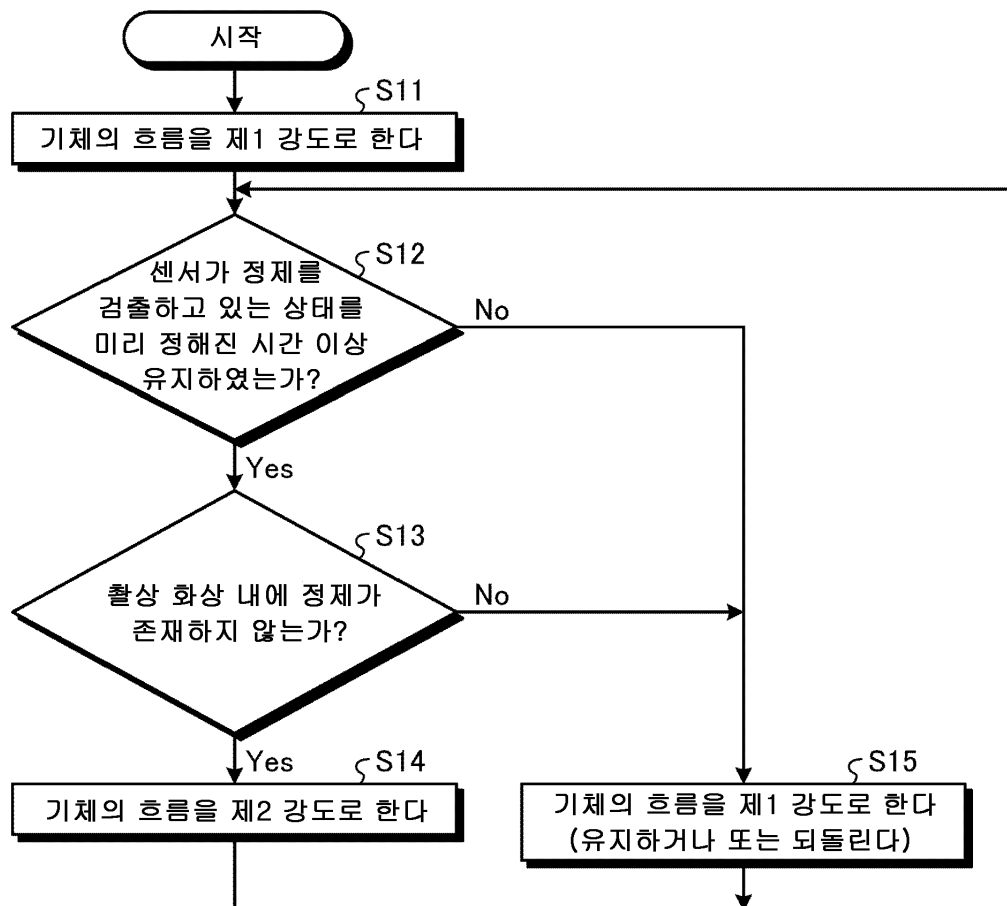 시작
S11
기체의 흐름을 제1 강도로 한다
S12
센서가 정제를
검출하고 있는 상태를
미리 정해진 시간 이상
유지하였는가?
No
Yes
S13
촬상 화상 내에 정제가
존재하지 않는가?
No
Yes
S14
기체의 흐름을 제2 강도로 한다
S15
기체의 흐름을 제1 강도로 한다
(유지하거나 또는 되돌린다)